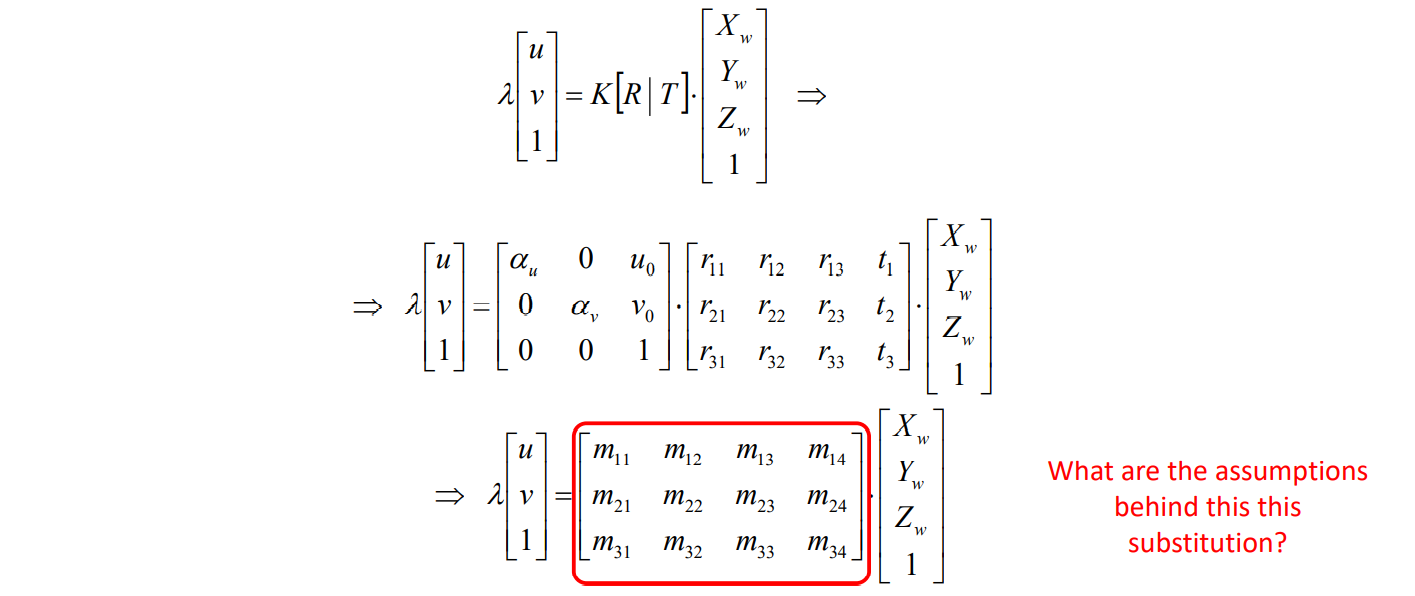 λ[u; v; 1] = K[R | T] · [X_w; Y_w; Z_w; 1] ⇒
⇒ λ[u; v; 1] = [α_u 0 u_0; 0 α_v v_0; 0 0 1] · [r_11 r_12 r_13 t_1; r_21 r_22 r_23 t_2; r_31 r_32 r_33 t_3] · [X_w; Y_w; Z_w; 1]
⇒ λ[u; v; 1] = [m_11 m_12 m_13 m_14; m_21 m_22 m_23 m_24; m_31 m_32 m_33 m_34] · [X_w; Y_w; Z_w; 1]
What are the assumptions
behind this this
substitution?